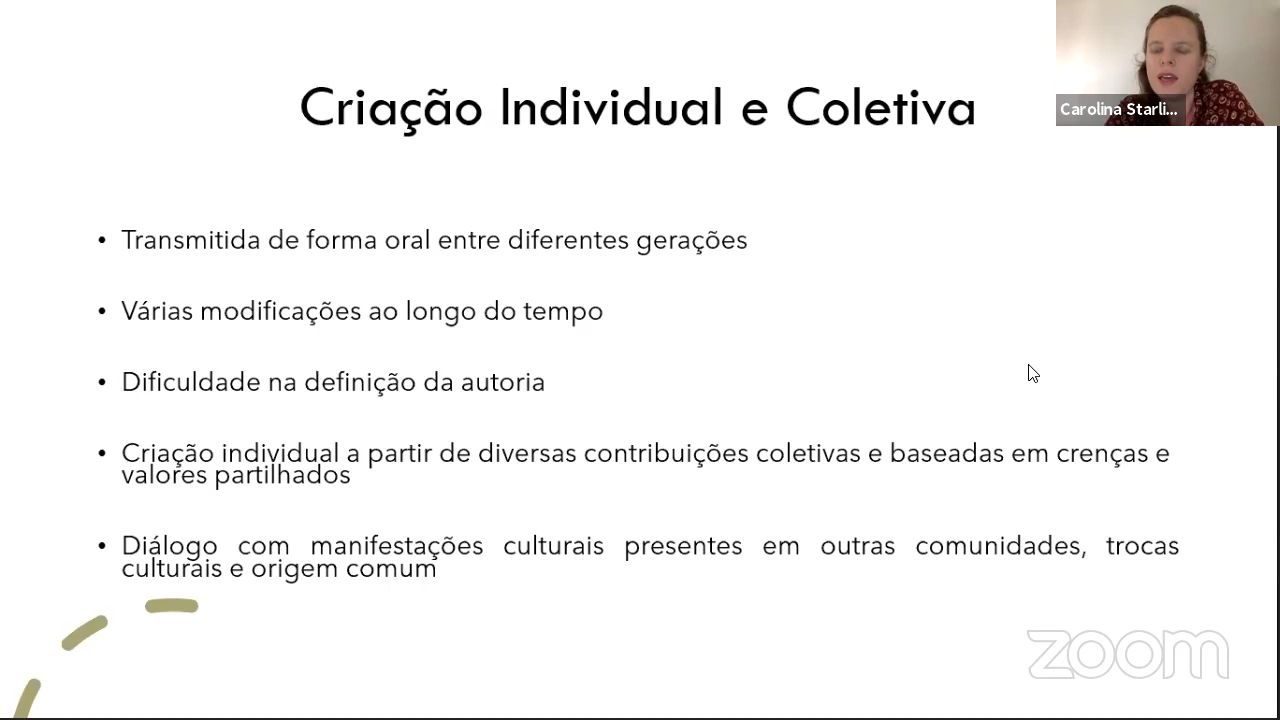 Criação Individual e Coletiva
Carolina Starli...
• Transmitida de forma oral entre diferentes gerações
• Várias modificações ao longo do tempo
• Dificuldade na definição da autoria
• Criação individual a partir de diversas contribuições coletivas e baseadas em crenças e
valores partilhados
• Diálogo com manifestações culturais presentes em outras comunidades, trocas
culturais e origem comum
zoom